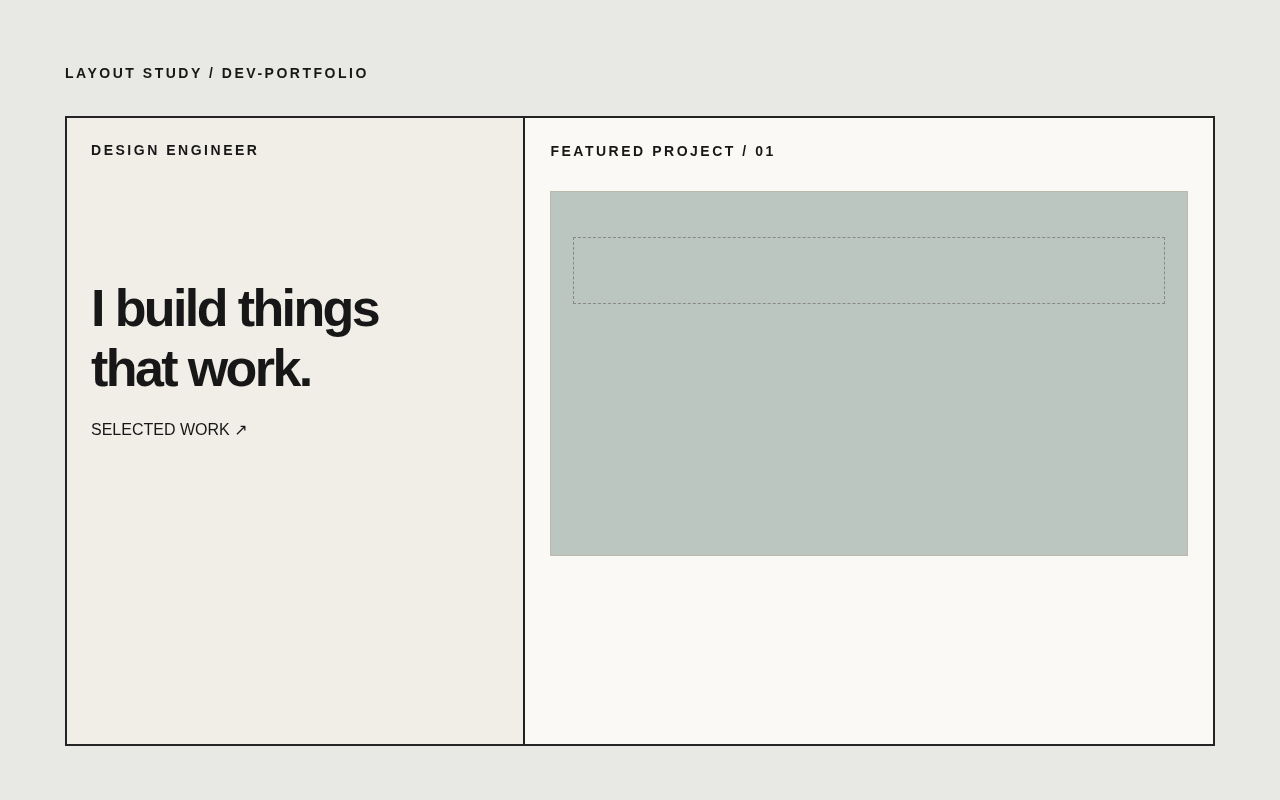 LAYOUT STUDY / DEV-PORTFOLIO
DESIGN ENGINEER
I build things
that work.
SELECTED WORK ↗
FEATURED PROJECT / 01